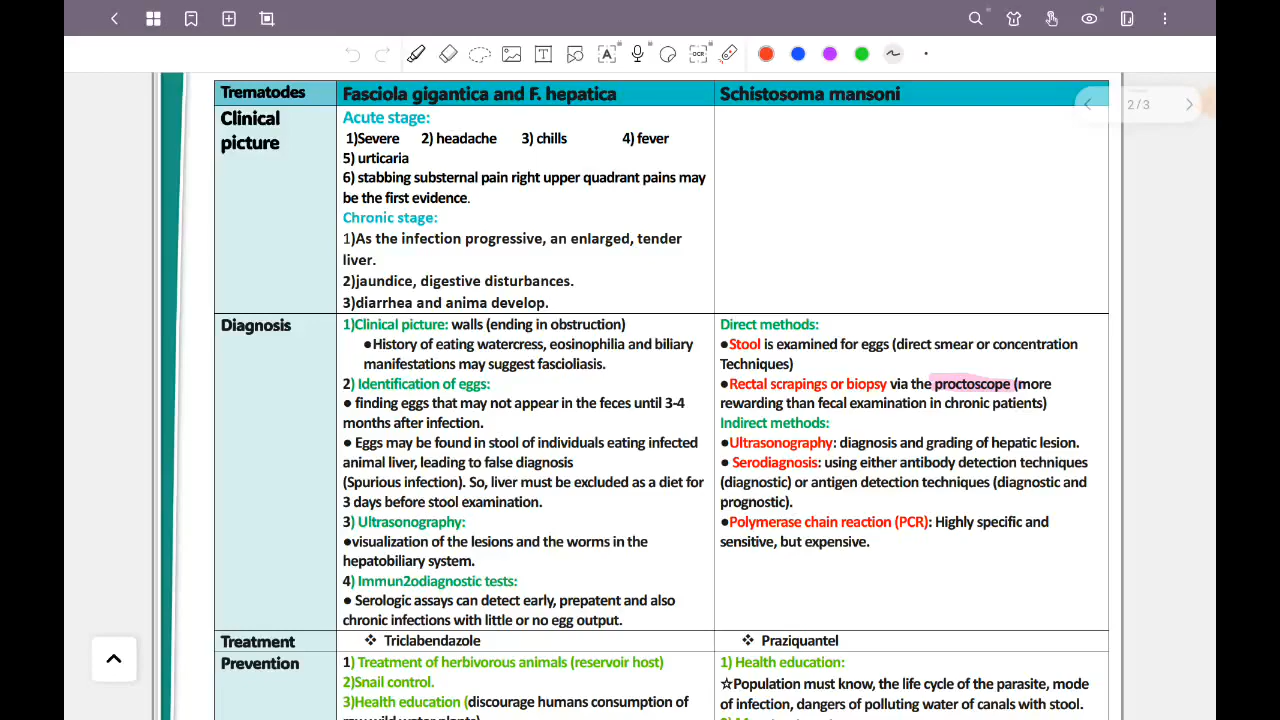 OCR
2/3
Trematodes
Fasciola gigantica and F. hepatica
Schistosoma mansoni
Clinical
picture
Acute stage:
1)Severe 2) headache 3) chills 4) fever
5) urticaria
6) stabbing substernal pain right upper quadrant pains may
be the first evidence.
Chronic stage:
1)As the infection progressive, an enlarged, tender
liver.
2)jaundice, digestive disturbances.
3)diarrhea and anima develop.
Diagnosis
1)Clinical picture: walls (ending in obstruction)
●History of eating watercress, eosinophilia and biliary
manifestations may suggest fascioliasis.
2) Identification of eggs:
● finding eggs that may not appear in the feces until 3-4
months after infection.
● Eggs may be found in stool of individuals eating infected
animal liver, leading to false diagnosis
(Spurious infection). So, liver must be excluded as a diet for
3 days before stool examination.
3) Ultrasonography:
●visualization of the lesions and the worms in the
hepatobiliary system.
4) Immun2odiagnostic tests:
● Serologic assays can detect early, prepatent and also
chronic infections with little or no egg output.
Direct methods:
●Stool is examined for eggs (direct smear or concentration
Techniques)
●Rectal scrapings or biopsy via the proctoscope (more
rewarding than fecal examination in chronic patients)
Indirect methods:
●Ultrasonography: diagnosis and grading of hepatic lesion.
● Serodiagnosis: using either antibody detection techniques
(diagnostic) or antigen detection techniques (diagnostic and
prognostic).
●Polymerase chain reaction (PCR): Highly specific and
sensitive, but expensive.
Treatment
❖ Triclabendazole
❖ Praziquantel
Prevention
1) Treatment of herbivorous animals (reservoir host)
2)Snail control.
3)Health education (discourage humans consumption of
1) Health education:
☆Population must know, the life cycle of the parasite, mode
of infection, dangers of polluting water of canals with stool.